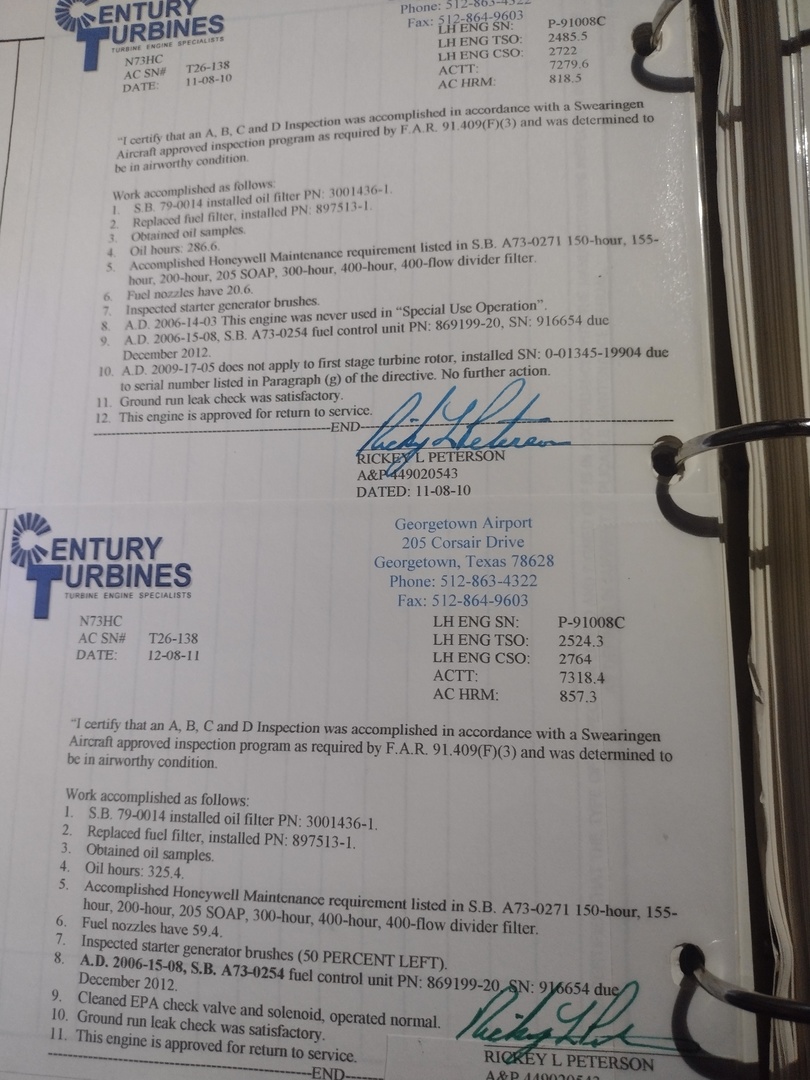 CENTURY
TURBINES
TURBINE ENGINE SPECIALISTS
Phone: 512-863-4322
Fax: 512-864-9603
N73HC
AC SN# T26-138
DATE: 11-08-10
LH ENG SN: P-91008C
LH ENG TSO: 2485.5
LH ENG CSO: 2722
ACTT: 7279.6
AC HRM: 818.5
"I certify that an A, B, C and D Inspection was accomplished in accordance with a Swearingen
Aircraft approved inspection program as required by F.A.R. 91.409(F)(3) and was determined to
be in airworthy condition.
Work accomplished as follows:
1. S.B. 79-0014 installed oil filter PN: 3001436-1.
2. Replaced fuel filter, installed PN: 897513-1.
3. Obtained oil samples.
4. Oil hours: 286.6.
5. Accomplished Honeywell Maintenance requirement listed in S.B. A73-0271 150-hour, 155-
hour, 200-hour, 205 SOAP, 300-hour, 400-hour, 400-flow divider filter.
6. Fuel nozzles have 20.6.
7. Inspected starter generator brushes.
8. A.D. 2006-14-03 This engine was never used in "Special Use Operation".
9. A.D. 2006-15-08, S.B. A73-0254 fuel control unit PN: 869199-20, SN: 916654 due
December 2012.
10. A.D. 2009-17-05 does not apply to first stage turbine rotor, installed SN: 0-01345-19904 due
to serial number listed in Paragraph (g) of the directive. No further action.
11. Ground run leak check was satisfactory.
12. This engine is approved for return to service.
END
Ricky L Peterson
RICKEY L PETERSON
A&P 449020543
DATED: 11-08-10
CENTURY
TURBINES
TURBINE ENGINE SPECIALISTS
Georgetown Airport
205 Corsair Drive
Georgetown, Texas 78628
Phone: 512-863-4322
Fax: 512-864-9603
N73HC
AC SN# T26-138
DATE: 12-08-11
LH ENG SN: P-91008C
LH ENG TSO: 2524.3
LH ENG CSO: 2764
ACTT: 7318.4
AC HRM: 857.3
"I certify that an A, B, C and D Inspection was accomplished in accordance with a Swearingen
Aircraft approved inspection program as required by F.A.R. 91.409(F)(3) and was determined to
be in airworthy condition.
Work accomplished as follows:
1. S.B. 79-0014 installed oil filter PN: 3001436-1.
2. Replaced fuel filter, installed PN: 897513-1.
3. Obtained oil samples.
4. Oil hours: 325.4.
5. Accomplished Honeywell Maintenance requirement listed in S.B. A73-0271 150-hour, 155-
hour, 200-hour, 205 SOAP, 300-hour, 400-hour, 400-flow divider filter.
6. Fuel nozzles have 59.4.
7. Inspected starter generator brushes (50 PERCENT LEFT).
8. A.D. 2006-15-08, S.B. A73-0254 fuel control unit PN: 869199-20, SN: 916654 due
December 2012.
9. Cleaned EPA check valve and solenoid, operated normal.
10. Ground run leak check was satisfactory.
11. This engine is approved for return to service.
END
RICKEY L PETERSON
A&P 449020543